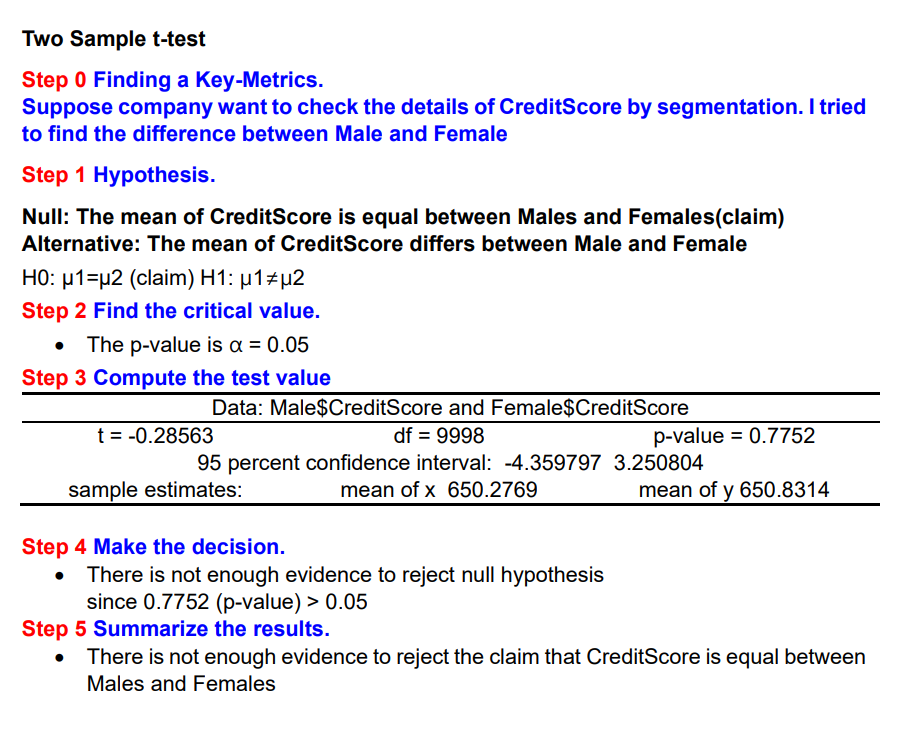 Two Sample t-test
Step 0 Finding a Key-Metrics.
Suppose company want to check the details of CreditScore by segmentation. I tried
to find the difference between Male and Female
Step 1 Hypothesis.
Null: The mean of CreditScore is equal between Males and Females(claim)
Alternative: The mean of CreditScore differs between Male and Female
H0: µ1=µ2 (claim) H1: µ1≠µ2
Step 2 Find the critical value.
• The p-value is α = 0.05
Step 3 Compute the test value
Data: Male$CreditScore and Female$CreditScore
t = -0.28563 df = 9998 p-value = 0.7752
95 percent confidence interval: -4.359797 3.250804
sample estimates: mean of x 650.2769 mean of y 650.8314
Step 4 Make the decision.
• There is not enough evidence to reject null hypothesis
since 0.7752 (p-value) > 0.05
Step 5 Summarize the results.
• There is not enough evidence to reject the claim that CreditScore is equal between
Males and Females